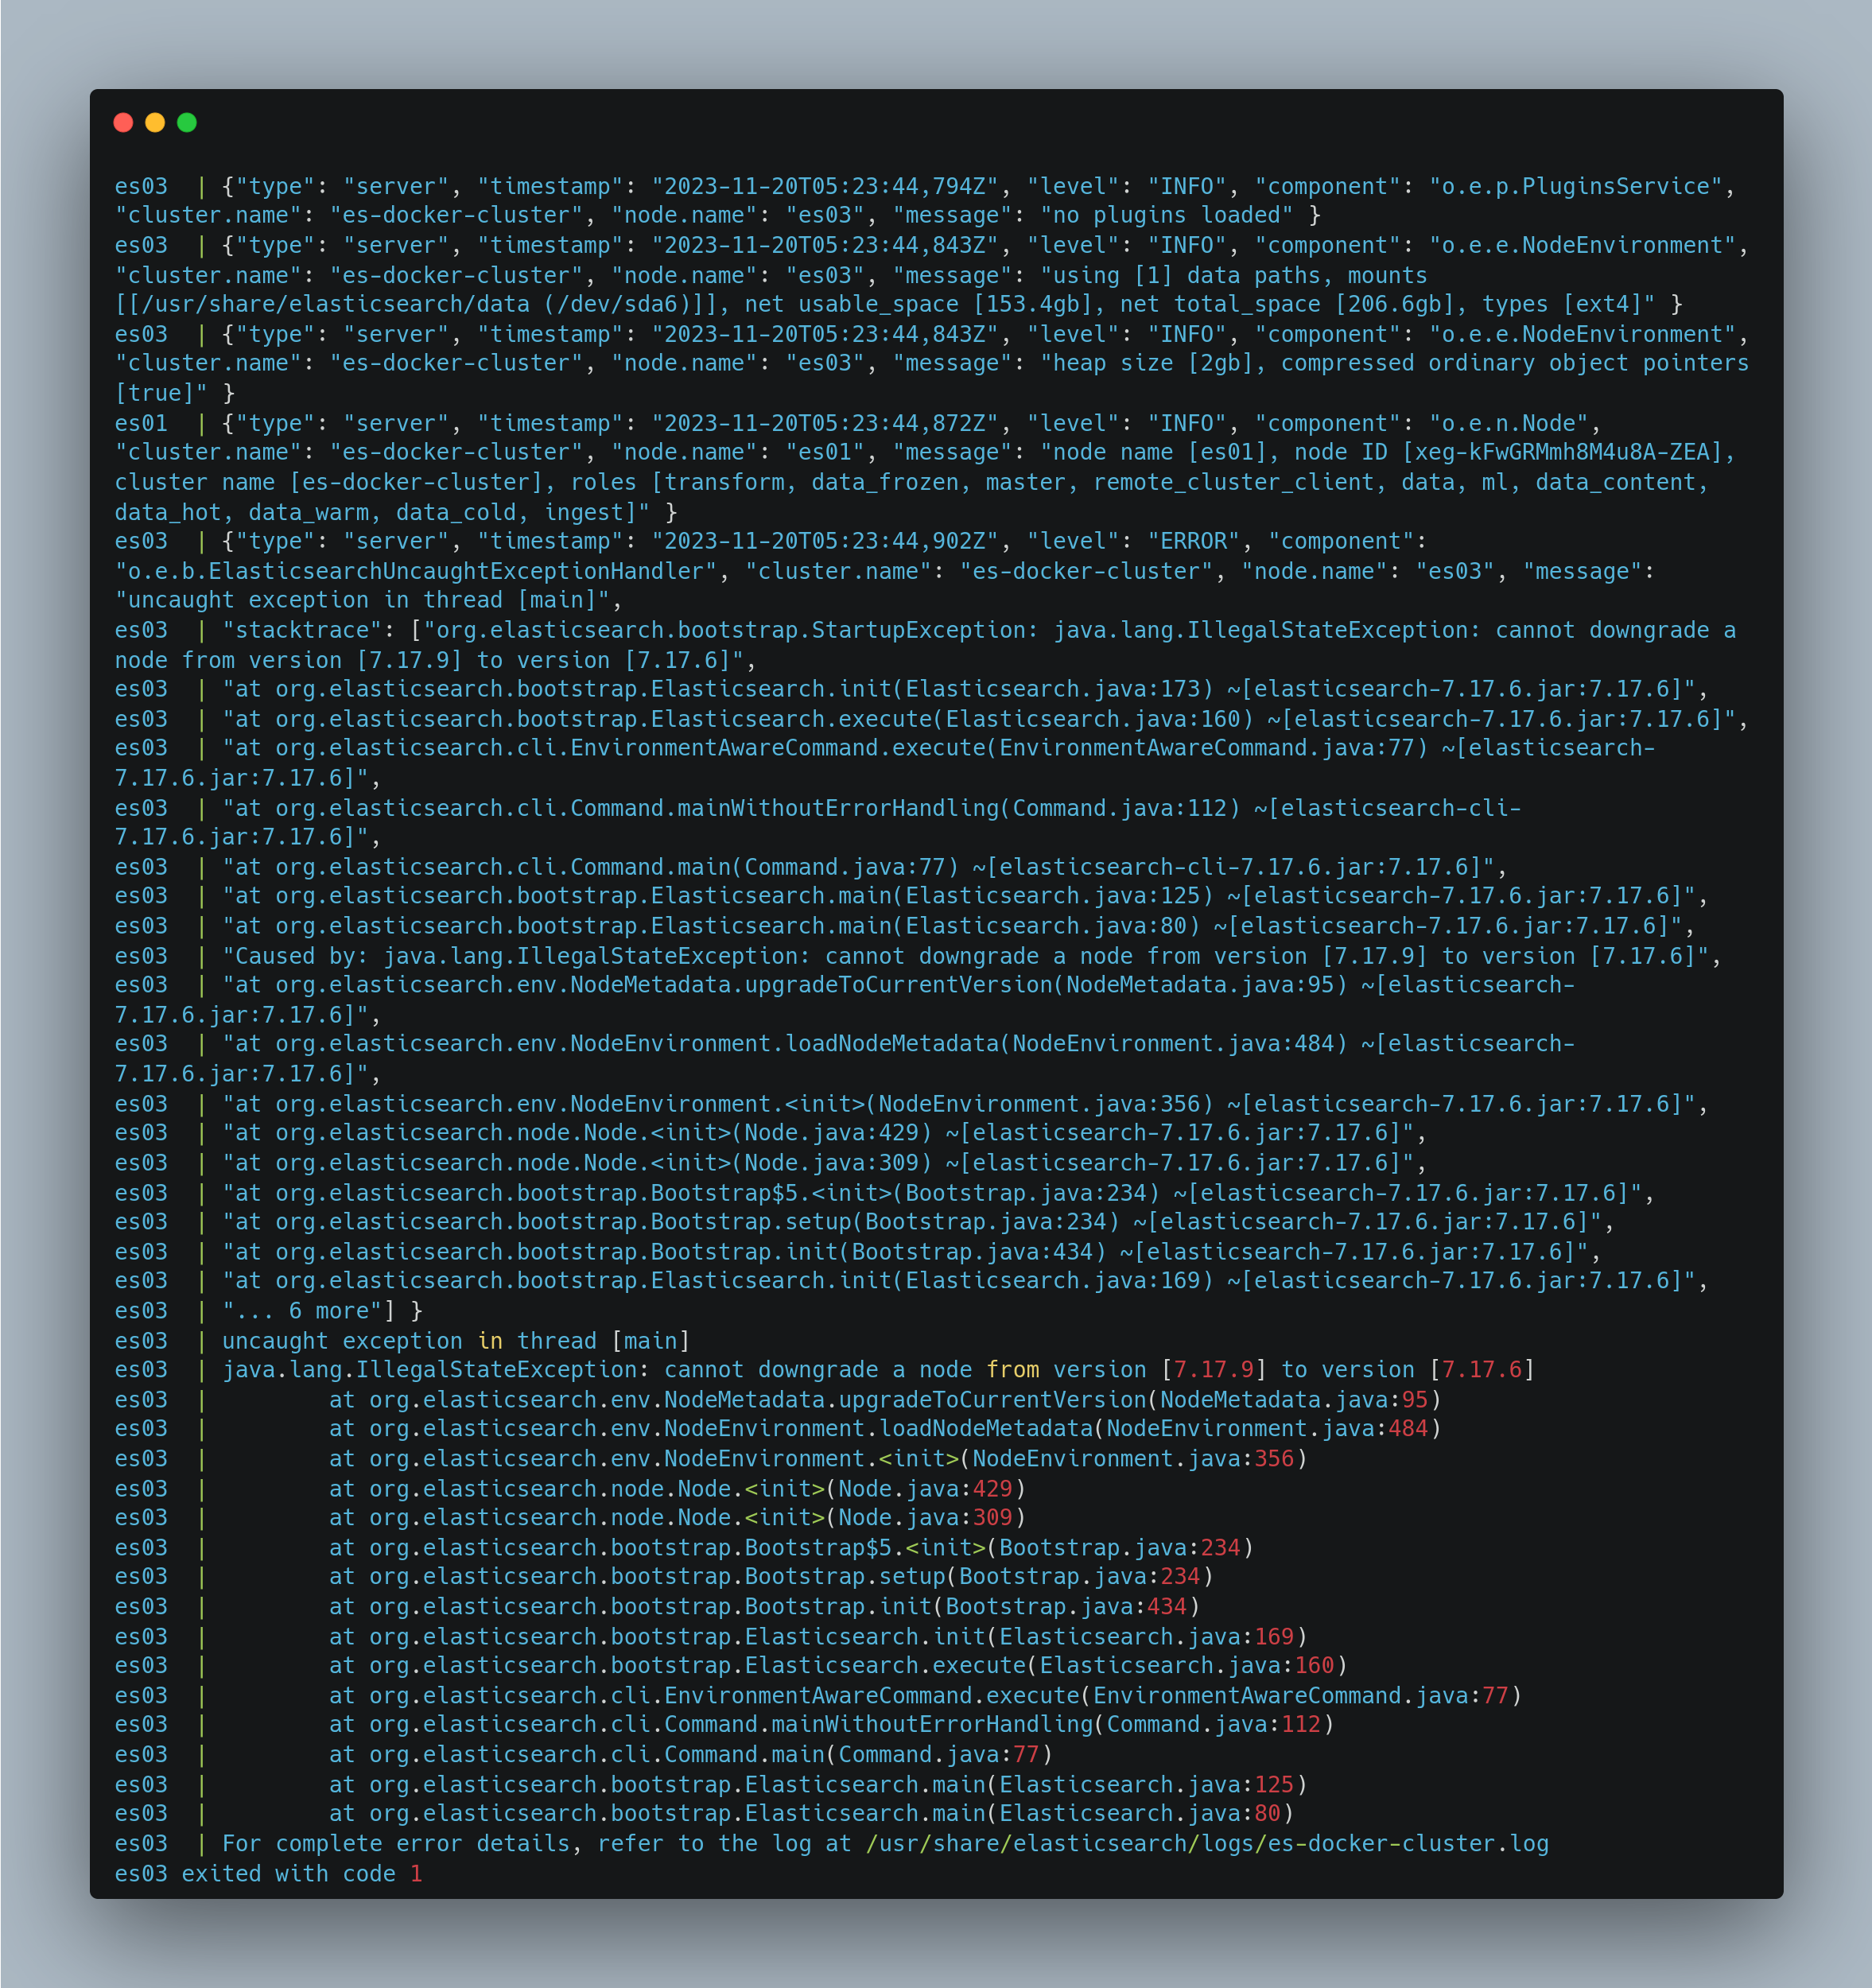 es03  | {"type": "server", "timestamp": "2023-11-20T05:23:44,794Z", "level": "INFO", "component": "o.e.p.PluginsService",
"cluster.name": "es-docker-cluster", "node.name": "es03", "message": "no plugins loaded" }
es03  | {"type": "server", "timestamp": "2023-11-20T05:23:44,843Z", "level": "INFO", "component": "o.e.e.NodeEnvironment",
"cluster.name": "es-docker-cluster", "node.name": "es03", "message": "using [1] data paths, mounts
[[/usr/share/elasticsearch/data (/dev/sda6)]], net usable_space [153.4gb], net total_space [206.6gb], types [ext4]" }
es03  | {"type": "server", "timestamp": "2023-11-20T05:23:44,843Z", "level": "INFO", "component": "o.e.e.NodeEnvironment",
"cluster.name": "es-docker-cluster", "node.name": "es03", "message": "heap size [2gb], compressed ordinary object pointers
[true]" }
es01  | {"type": "server", "timestamp": "2023-11-20T05:23:44,872Z", "level": "INFO", "component": "o.e.n.Node",
"cluster.name": "es-docker-cluster", "node.name": "es01", "message": "node name [es01], node ID [xeg-kFwGRMmh8M4u8A-ZEA],
cluster name [es-docker-cluster], roles [transform, data_frozen, master, remote_cluster_client, data, ml, data_content,
data_hot, data_warm, data_cold, ingest]" }
es03  | {"type": "server", "timestamp": "2023-11-20T05:23:44,902Z", "level": "ERROR", "component":
"o.e.b.ElasticsearchUncaughtExceptionHandler", "cluster.name": "es-docker-cluster", "node.name": "es03", "message":
"uncaught exception in thread [main]",
es03  | "stacktrace": ["org.elasticsearch.bootstrap.StartupException: java.lang.IllegalStateException: cannot downgrade a
node from version [7.17.9] to version [7.17.6]",
es03  | "at org.elasticsearch.bootstrap.Elasticsearch.init(Elasticsearch.java:173) ~[elasticsearch-7.17.6.jar:7.17.6]",
es03  | "at org.elasticsearch.bootstrap.Elasticsearch.execute(Elasticsearch.java:160) ~[elasticsearch-7.17.6.jar:7.17.6]",
es03  | "at org.elasticsearch.cli.EnvironmentAwareCommand.execute(EnvironmentAwareCommand.java:77) ~[elasticsearch-
7.17.6.jar:7.17.6]",
es03  | "at org.elasticsearch.cli.Command.mainWithoutErrorHandling(Command.java:112) ~[elasticsearch-cli-
7.17.6.jar:7.17.6]",
es03  | "at org.elasticsearch.cli.Command.main(Command.java:77) ~[elasticsearch-cli-7.17.6.jar:7.17.6]",
es03  | "at org.elasticsearch.bootstrap.Elasticsearch.main(Elasticsearch.java:125) ~[elasticsearch-7.17.6.jar:7.17.6]",
es03  | "at org.elasticsearch.bootstrap.Elasticsearch.main(Elasticsearch.java:80) ~[elasticsearch-7.17.6.jar:7.17.6]",
es03  | "Caused by: java.lang.IllegalStateException: cannot downgrade a node from version [7.17.9] to version [7.17.6]",
es03  | "at org.elasticsearch.env.NodeMetadata.upgradeToCurrentVersion(NodeMetadata.java:95) ~[elasticsearch-
7.17.6.jar:7.17.6]",
es03  | "at org.elasticsearch.env.NodeEnvironment.loadNodeMetadata(NodeEnvironment.java:484) ~[elasticsearch-
7.17.6.jar:7.17.6]",
es03  | "at org.elasticsearch.env.NodeEnvironment.<init>(NodeEnvironment.java:356) ~[elasticsearch-7.17.6.jar:7.17.6]",
es03  | "at org.elasticsearch.node.Node.<init>(Node.java:429) ~[elasticsearch-7.17.6.jar:7.17.6]",
es03  | "at org.elasticsearch.node.Node.<init>(Node.java:309) ~[elasticsearch-7.17.6.jar:7.17.6]",
es03  | "at org.elasticsearch.bootstrap.Bootstrap$5.<init>(Bootstrap.java:234) ~[elasticsearch-7.17.6.jar:7.17.6]",
es03  | "at org.elasticsearch.bootstrap.Bootstrap.setup(Bootstrap.java:234) ~[elasticsearch-7.17.6.jar:7.17.6]",
es03  | "at org.elasticsearch.bootstrap.Bootstrap.init(Bootstrap.java:434) ~[elasticsearch-7.17.6.jar:7.17.6]",
es03  | "at org.elasticsearch.bootstrap.Elasticsearch.init(Elasticsearch.java:169) ~[elasticsearch-7.17.6.jar:7.17.6]",
es03  | "... 6 more"] }
es03  | uncaught exception in thread [main]
es03  | java.lang.IllegalStateException: cannot downgrade a node from version [7.17.9] to version [7.17.6]
es03  |         at org.elasticsearch.env.NodeMetadata.upgradeToCurrentVersion(NodeMetadata.java:95)
es03  |         at org.elasticsearch.env.NodeEnvironment.loadNodeMetadata(NodeEnvironment.java:484)
es03  |         at org.elasticsearch.env.NodeEnvironment.<init>(NodeEnvironment.java:356)
es03  |         at org.elasticsearch.node.Node.<init>(Node.java:429)
es03  |         at org.elasticsearch.node.Node.<init>(Node.java:309)
es03  |         at org.elasticsearch.bootstrap.Bootstrap$5.<init>(Bootstrap.java:234)
es03  |         at org.elasticsearch.bootstrap.Bootstrap.setup(Bootstrap.java:234)
es03  |         at org.elasticsearch.bootstrap.Bootstrap.init(Bootstrap.java:434)
es03  |         at org.elasticsearch.bootstrap.Elasticsearch.init(Elasticsearch.java:169)
es03  |         at org.elasticsearch.bootstrap.Elasticsearch.execute(Elasticsearch.java:160)
es03  |         at org.elasticsearch.cli.EnvironmentAwareCommand.execute(EnvironmentAwareCommand.java:77)
es03  |         at org.elasticsearch.cli.Command.mainWithoutErrorHandling(Command.java:112)
es03  |         at org.elasticsearch.cli.Command.main(Command.java:77)
es03  |         at org.elasticsearch.bootstrap.Elasticsearch.main(Elasticsearch.java:125)
es03  |         at org.elasticsearch.bootstrap.Elasticsearch.main(Elasticsearch.java:80)
es03  | For complete error details, refer to the log at /usr/share/elasticsearch/logs/es-docker-cluster.log
es03 exited with code 1